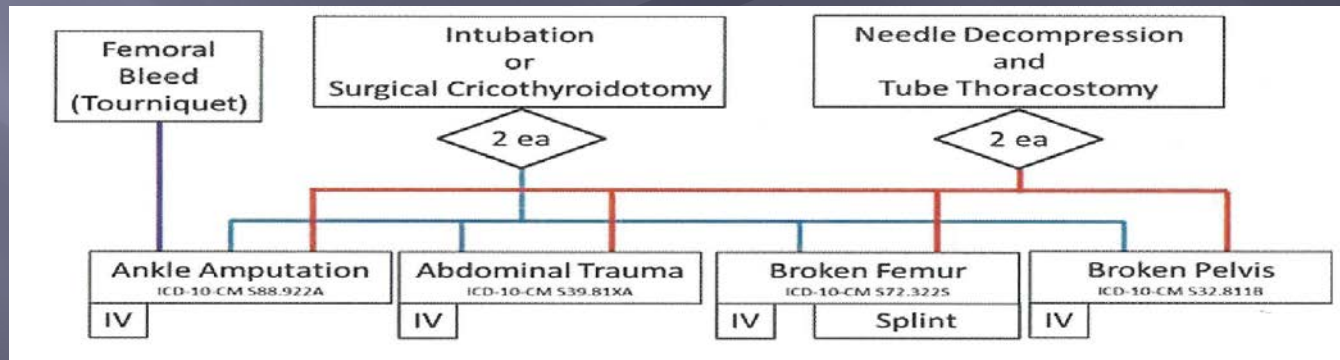 Femoral
Bleed
(Tourniquet)
Intubation
or
Surgical Cricothyroidotomy
Needle Decompression
and
Tube Thoracostomy
2 ea
2 ea
Ankle Amputation
ICD-10-CM S88.922A
IV
Abdominal Trauma
ICD-10-CM S39.81XA
IV
Broken Femur
ICD-10-CM S72.322S
IV
Splint
Broken Pelvis
ICD-10-CM S32.811B
IV